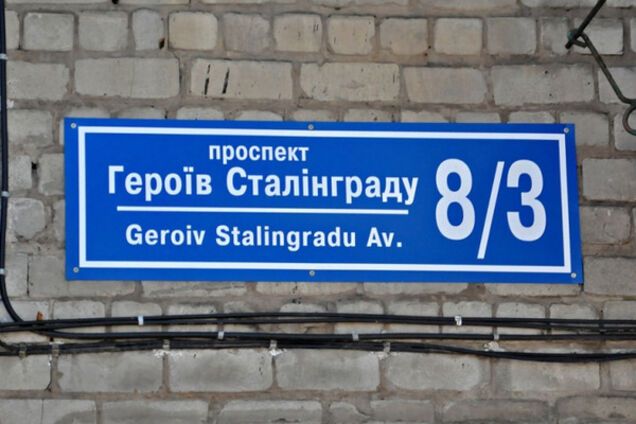 проспект
Героїв Сталінграду
Geroiv Stalingradu Av.
8/3